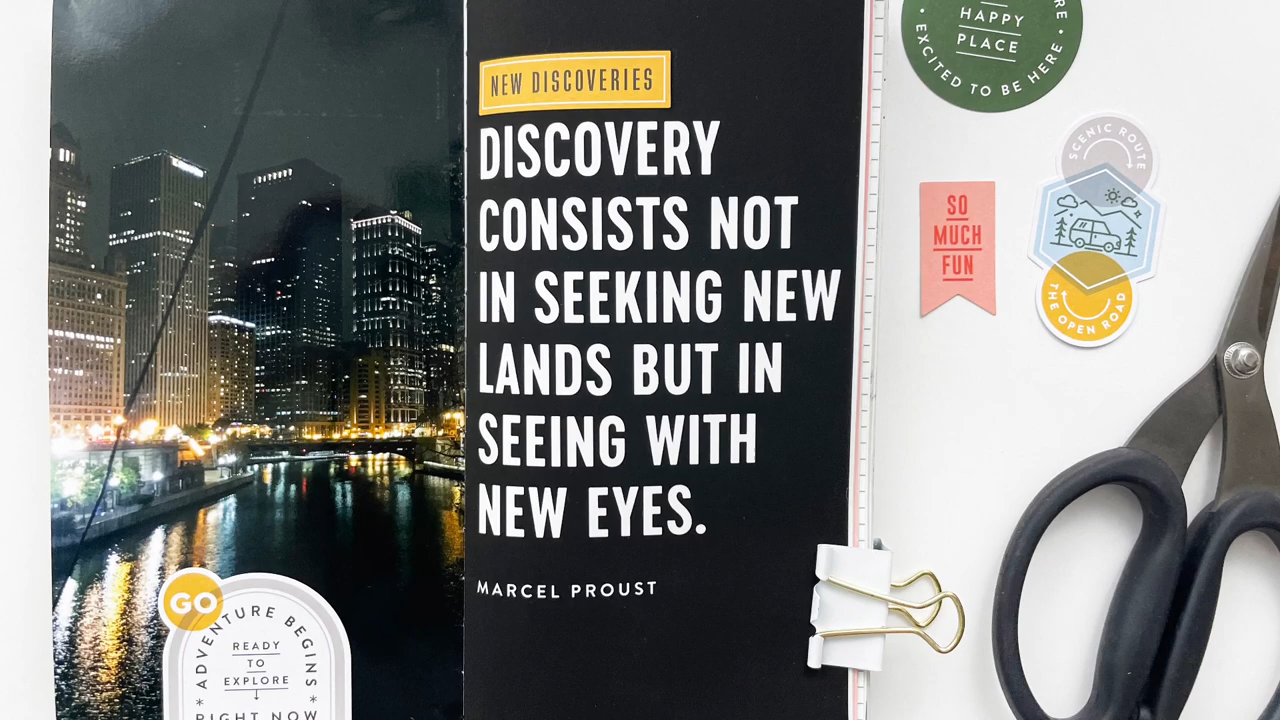 NEW DISCOVERIES
DISCOVERY
CONSISTS NOT
IN SEEKING NEW
LANDS BUT IN
SEEING WITH
NEW EYES.
MARCEL PROUST
GO
ADVENTURE BEGINS
READY
TO
EXPLORE
RIGHT NOW
HAPPY
PLACE
EXCITED TO BE HERE
SO
MUCH
FUN
SCENIC ROUTE
THE OPEN ROAD